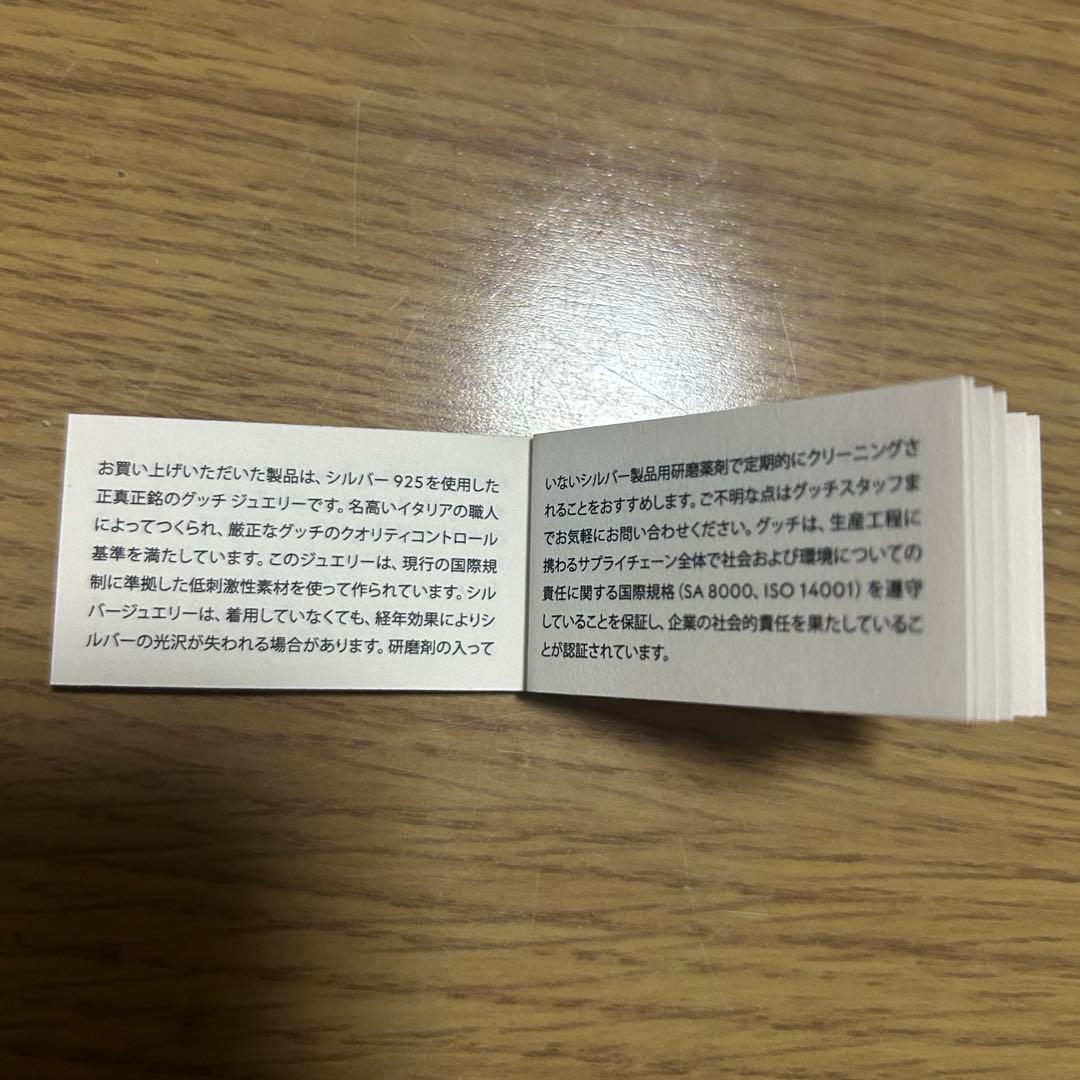 お買い上げいただいた製品は、シルバー 925を使用した
正真正銘のグッチ ジュエリーです。名高いイタリアの職人
によってつくられ、厳正なグッチのクオリティコントロール
基準を満たしています。このジュエリーは、現行の国際規
制に準拠した低刺激性素材を使って作られています。シル
バージュエリーは、着用していなくても、経年効果によりシ
ルバーの光沢が失われる場合があります。研磨剤の入って
いないシルバー製品用研磨薬剤で定期的にクリーニングさ
れることをおすすめします。ご不明な点はグッチスタッフま
でお気軽にお問い合わせください。グッチは、生産工程に
携わるサプライチェーン全体で社会および環境についての
責任に関する国際規格（SA 8000、ISO 14001）を遵守
していることを保証し、企業の社会的責任を果たしているこ
とが認証されています。